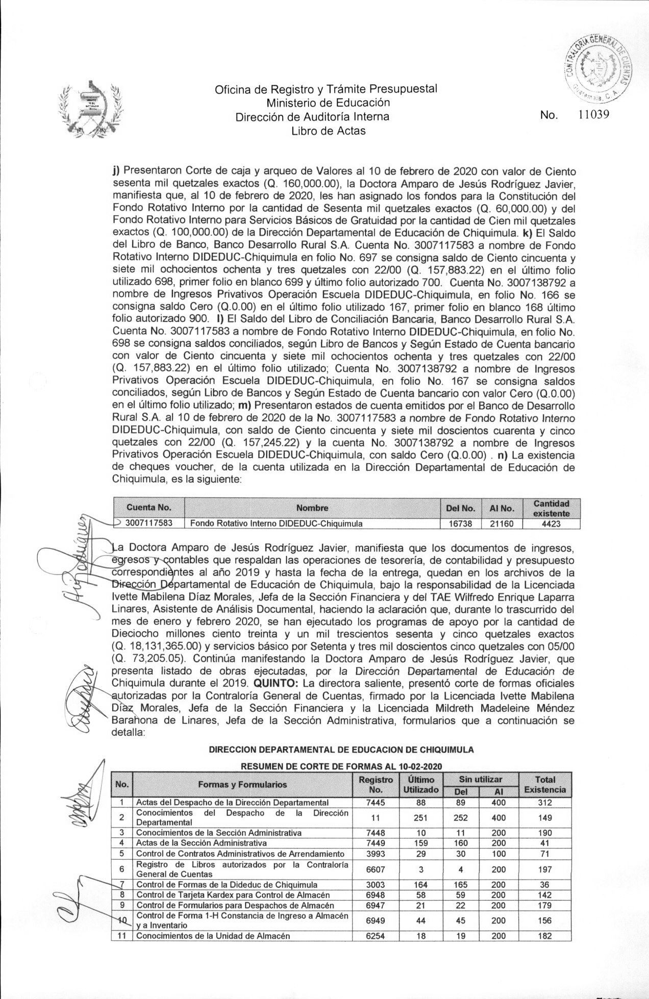 CONTRALORIA GENERAL DE CUENTAS
Guatemala, C. A.
Oficina de Registro y Trámite Presupuestal
Ministerio de Educación
Dirección de Auditoría Interna
Libro de Actas
No. 11039
j) Presentaron Corte de caja y arqueo de Valores al 10 de febrero de 2020 con valor de Ciento
sesenta mil quetzales exactos (Q. 160,000.00), la Doctora Amparo de Jesús Rodríguez Javier,
manifiesta que, al 10 de febrero de 2020, les han asignado los fondos para la Constitución del
Fondo Rotativo Interno por la cantidad de Sesenta mil quetzales exactos (Q. 60,000.00) y del
Fondo Rotativo Interno para Servicios Básicos de Gratuidad por la cantidad de Cien mil quetzales
exactos (Q. 100,000.00) de la Dirección Departamental de Educación de Chiquimula. k) El Saldo
del Libro de Banco, Banco Desarrollo Rural S.A. Cuenta No. 3007117583 a nombre de Fondo
Rotativo Interno DIDEDUC-Chiquimula en folio No. 697 se consigna saldo de Ciento cincuenta y
siete mil ochocientos ochenta y tres quetzales con 22/00 (Q. 157,883.22) en el último folio
utilizado 698, primer folio en blanco 699 y último folio autorizado 700. Cuenta No. 3007138792 a
nombre de Ingresos Privativos Operación Escuela DIDEDUC-Chiquimula, en folio No. 166 se
consigna saldo Cero (Q.0.00) en el último folio utilizado 167, primer folio en blanco 168 último
folio autorizado 900. l) El Saldo del Libro de Conciliación Bancaria, Banco Desarrollo Rural S.A.
Cuenta No. 3007117583 a nombre de Fondo Rotativo Interno DIDEDUC-Chiquimula, en folio No.
698 se consigna saldos conciliados, según Libro de Bancos y Según Estado de Cuenta bancario
con valor de Ciento cincuenta y siete mil ochocientos ochenta y tres quetzales con 22/00
(Q. 157,883.22) en el último folio utilizado; Cuenta No. 3007138792 a nombre de Ingresos
Privativos Operación Escuela DIDEDUC-Chiquimula, en folio No. 167 se consigna saldos
conciliados, según Libro de Bancos y Según Estado de Cuenta bancario con valor Cero (Q.0.00)
en el último folio utilizado; m) Presentaron estados de cuenta emitidos por el Banco de Desarrollo
Rural S.A. al 10 de febrero de 2020 de la No. 3007117583 a nombre de Fondo Rotativo Interno
DIDEDUC-Chiquimula, con saldo de Ciento cincuenta y siete mil doscientos cuarenta y cinco
quetzales con 22/00 (Q. 157,245.22) y la cuenta No. 3007138792 a nombre de Ingresos
Privativos Operación Escuela DIDEDUC-Chiquimula, con saldo Cero (Q.0.00) . n) La existencia
de cheques voucher, de la cuenta utilizada en la Dirección Departamental de Educación de
Chiquimula, es la siguiente:
Cuenta No. Nombre Del No. Al No. Cantidad existente
3007117583 Fondo Rotativo Interno DIDEDUC-Chiquimula 16738 21160 4423
La Doctora Amparo de Jesús Rodríguez Javier, manifiesta que los documentos de ingresos,
egresos y contables que respaldan las operaciones de tesorería, de contabilidad y presupuesto
correspondientes al año 2019 y hasta la fecha de la entrega, quedan en los archivos de la
Dirección Departamental de Educación de Chiquimula, bajo la responsabilidad de la Licenciada
Ivette Mabilena Díaz Morales, Jefa de la Sección Financiera y del TAE Wilfredo Enrique Laparra
Linares, Asistente de Análisis Documental, haciendo la aclaración que, durante lo trascurrido del
mes de enero y febrero 2020, se han ejecutado los programas de apoyo por la cantidad de
Dieciocho millones ciento treinta y un mil trescientos sesenta y cinco quetzales exactos
(Q. 18,131,365.00) y servicios básico por Setenta y tres mil doscientos cinco quetzales con 05/00
(Q. 73,205.05). Continúa manifestando la Doctora Amparo de Jesús Rodríguez Javier, que
presenta listado de obras ejecutadas, por la Dirección Departamental de Educación de
Chiquimula durante el 2019. QUINTO: La directora saliente, presentó corte de formas oficiales
autorizadas por la Contraloría General de Cuentas, firmado por la Licenciada Ivette Mabilena
Díaz Morales, Jefa de la Sección Financiera y la Licenciada Mildreth Madeleine Méndez
Barahona de Linares, Jefa de la Sección Administrativa, formularios que a continuación se
detalla:
DIRECCION DEPARTAMENTAL DE EDUCACION DE CHIQUIMULA
RESUMEN DE CORTE DE FORMAS AL 10-02-2020
No. Formas y Formularios Registro No. Último Utilizado Sin utilizar Del Al Total Existencia
1 Actas del Despacho de la Dirección Departamental 7445 88 89 400 312
2 Conocimientos del Despacho de la Dirección Departamental 11 251 252 400 149
3 Conocimientos de la Sección Administrativa 7448 10 11 200 190
4 Actas de la Sección Administrativa 7449 159 160 200 41
5 Control de Contratos Administrativos de Arrendamiento 3993 29 30 100 71
6 Registro de Libros autorizados por la Contraloría General de Cuentas 6607 3 4 200 197
7 Control de Formas de la Dideduc de Chiquimula 3003 164 165 200 36
8 Control de Tarjeta Kardex para Control de Almacén 6948 58 59 200 142
9 Control de Formularios para Despachos de Almacén 6947 21 22 200 179
10 Control de Forma 1-H Constancia de Ingreso a Almacén y a Inventario 6949 44 45 200 156
11 Conocimientos de la Unidad de Almacén 6254 18 19 200 182